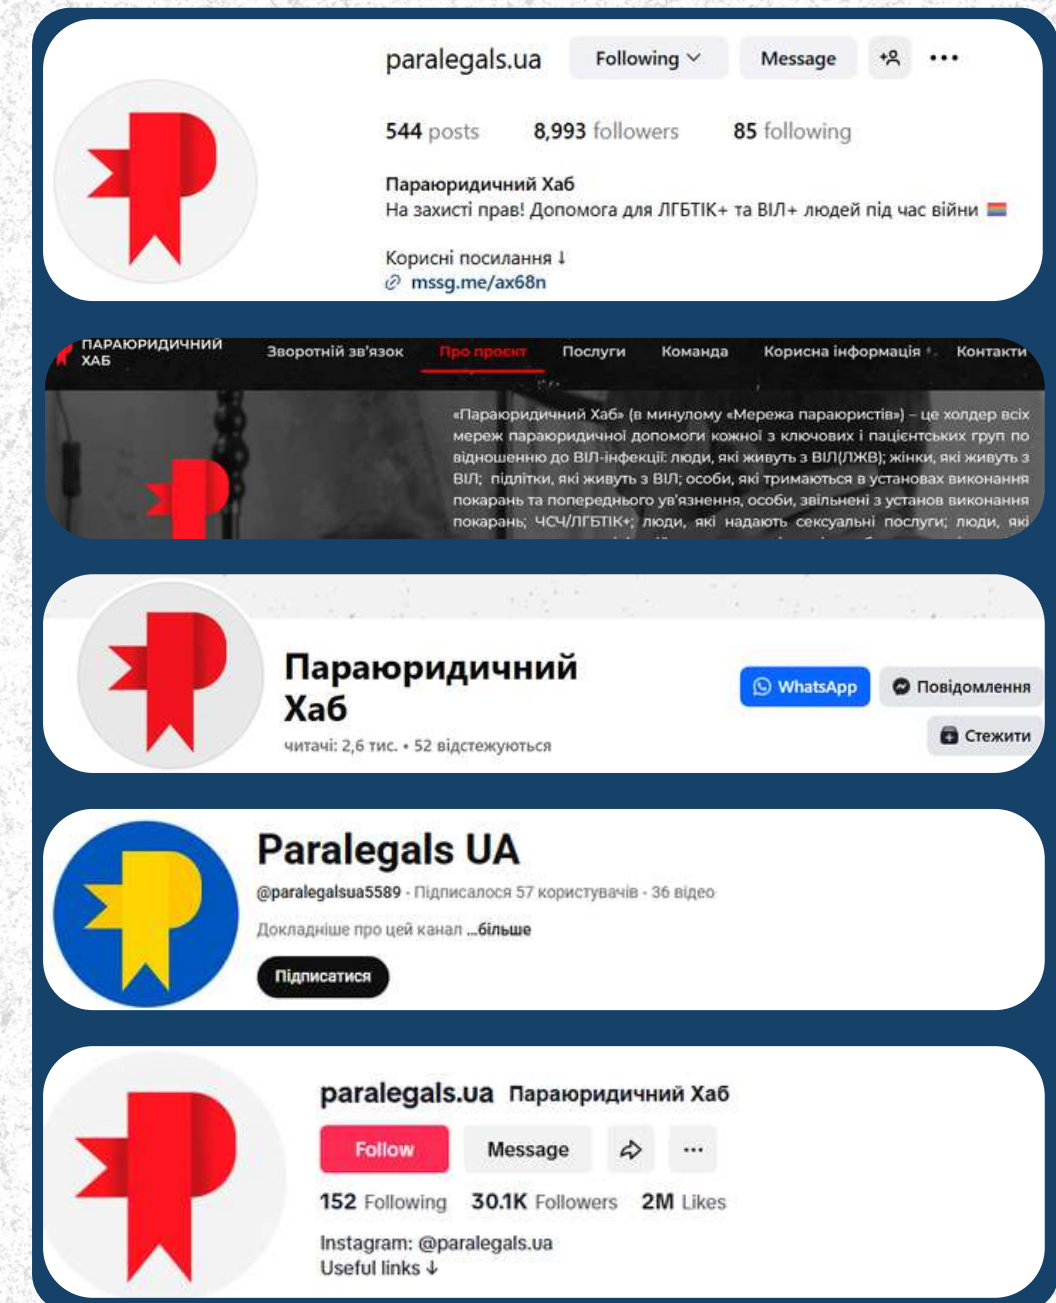 paralegals.ua Following Message
544 posts 8,993 followers 85 following
Параюридичний Хаб
На захисті прав! Допомога для ЛГБТІК+ та ВІЛ+ людей під час війни
Корисні посилання ↓
mssg.me/ax68n
ПАРАЮРИДИЧНИЙ
ХАБ
Зворотній зв'язок Про проєкт Послуги Команда Корисна інформація Контакти
«Параюридичний Хаб» (в минулому «Мережа параюристів») – це холдер всіх
мереж параюридичної допомоги кожної з ключових і пацієнтських груп по
відношенню до ВІЛ-інфекції: люди, які живуть з ВІЛ(ЛЖВ); жінки, які живуть з
ВІЛ; підлітки, які живуть з ВІЛ; особи, які тримаються в установах виконання
покарань та попереднього ув'язнення, особи, звільнені з установ виконання
покарань; ЧСЧ/ЛГБТІК+; люди, які надають сексуальні послуги; люди, які
Параюридичний
Хаб
читачі: 2,6 тис. • 52 відстежуються
WhatsApp Повідомлення
Стежити
Paralegals UA
@paralegalsua5589 · Підписалося 57 користувачів · 36 відео
Докладніше про цей канал ...більше
Підписатися
paralegals.ua Параюридичний Хаб
Follow Message
152 Following 30.1K Followers 2M Likes
Instagram: @paralegals.ua
Useful links ↓